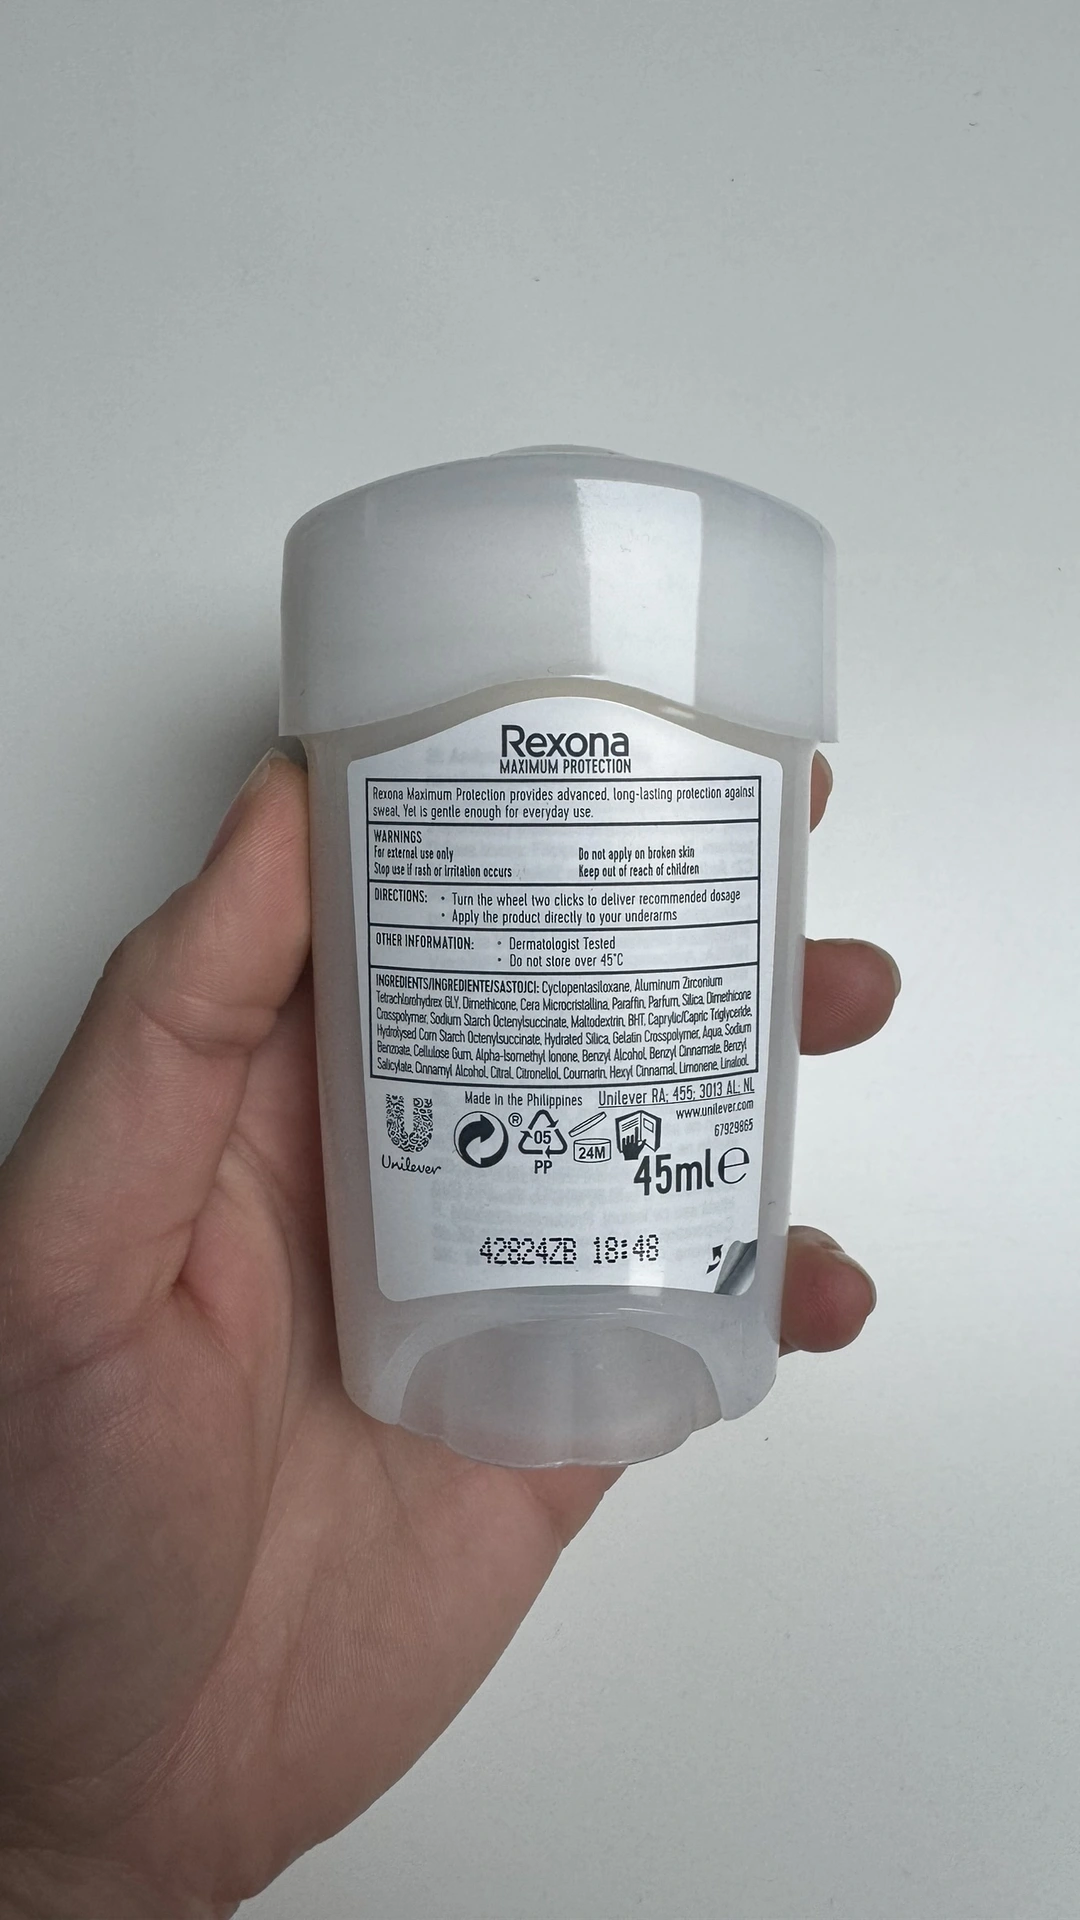 Rexona
MAXIMUM PROTECTION
Rexona Maximum Protection provides advanced, long-lasting protection against
sweat. Yet is gentle enough for everyday use.
WARNINGS
For external use only
Do not apply on broken skin
Stop use if rash or irritation occurs
Keep out of reach of children
DIRECTIONS: • Turn the wheel two clicks to deliver recommended dosage
• Apply the product directly to your underarms
OTHER INFORMATION: • Dermatologist Tested
• Do not store over 45°C
INGREDIENTS/INGREDIENTE/SASTOJCI: Cyclopentasiloxane, Aluminum Zirconium
Tetrachlorohydrex GLY, Dimethicone, Cera Microcristallina, Paraffin, Parfum, Silica, Dimethicone
Crosspolymer, Sodium Starch Octenylsuccinate, Maltodextrin, BHT, Caprylic/Capric Triglyceride,
Hydrolysed Corn Starch Octenylsuccinate, Hydrated Silica, Gelatin Crosspolymer, Aqua, Sodium
Benzoate, Cellulose Gum, Alpha-Isomethyl Ionone, Benzyl Alcohol, Benzyl Cinnamate, Benzyl
Salicylate, Cinnamyl Alcohol, Citral, Citronellol, Coumarin, Hexyl Cinnamal, Limonene, Linalool.
Made in the Philippines Unilever RA; 455; 3013 AL; NL
www.unilever.com
67929865
®
05
PP
24M
Unilever
45ml e
42824ZB 18:48